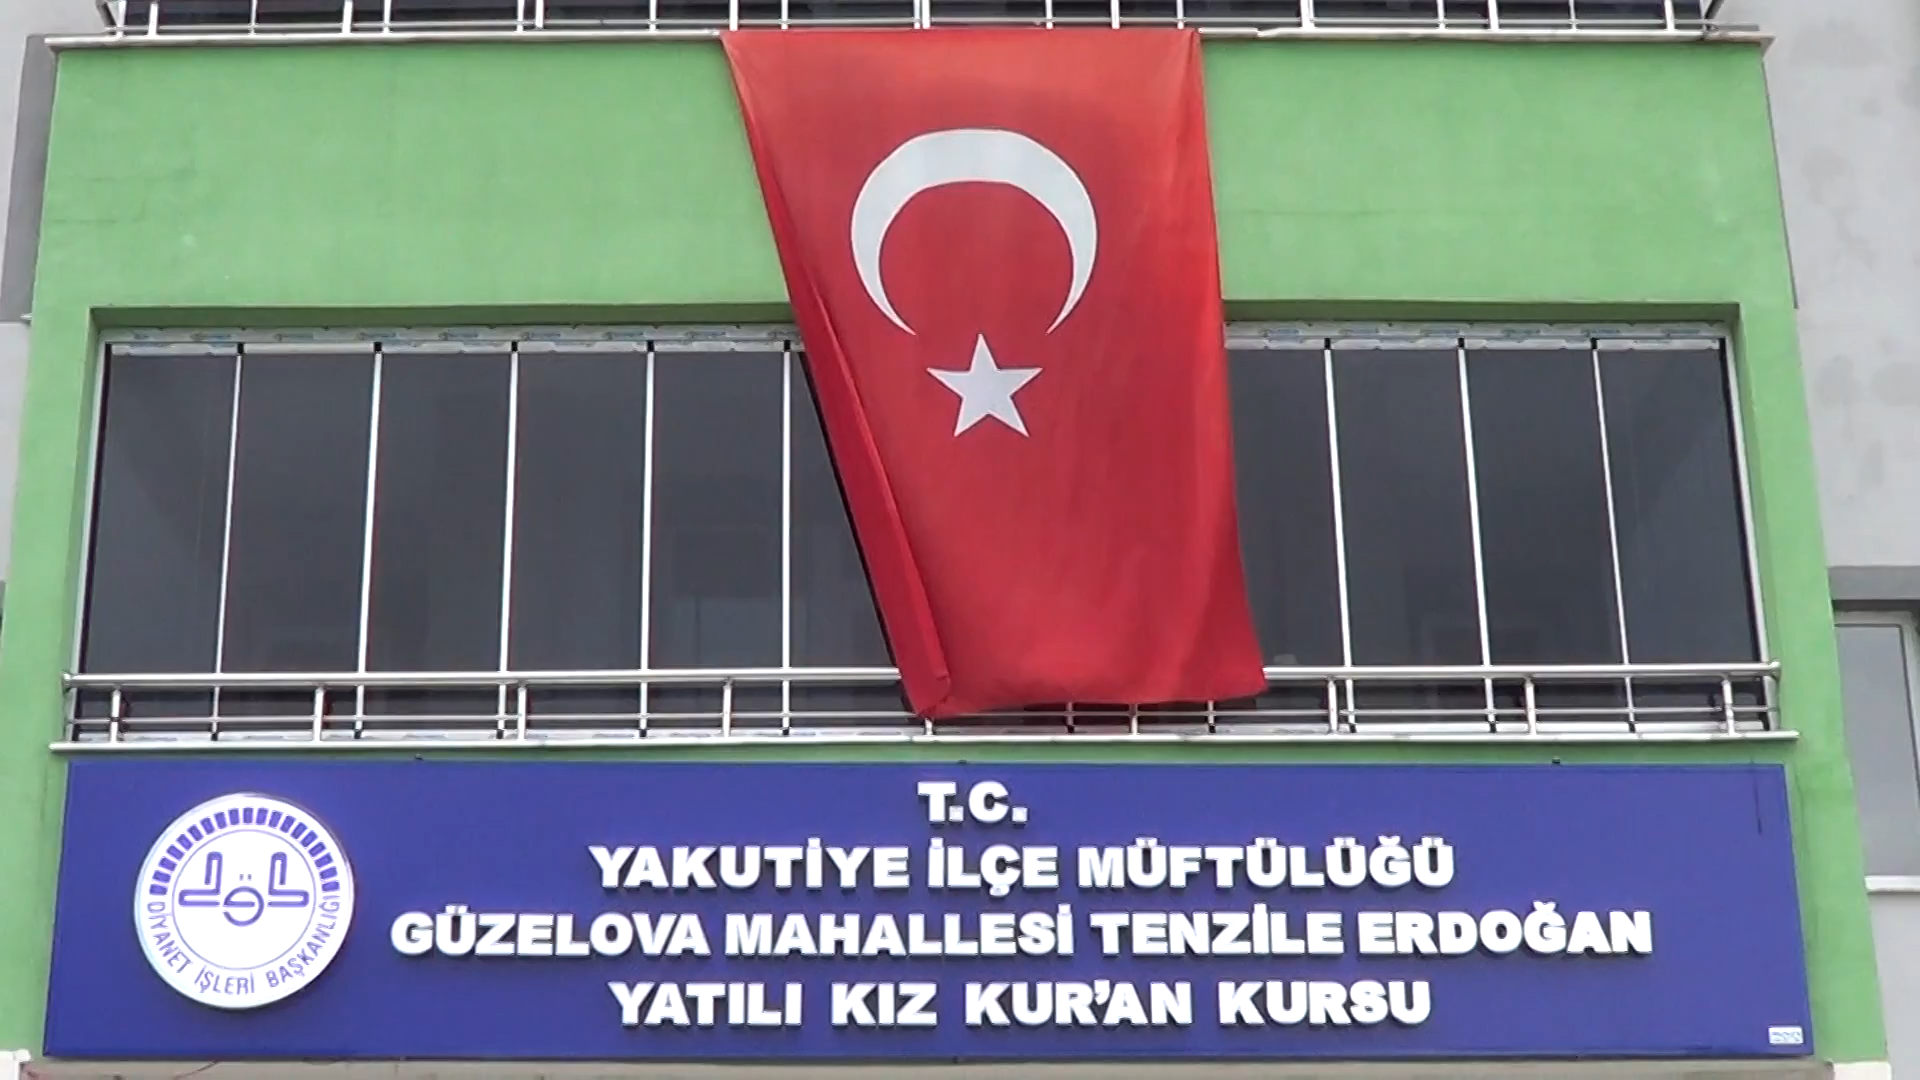 T.C.
YAKUTİYE İLÇE MÜFTÜLÜĞÜ
GÜZELOVA MAHALLESİ TENZİLE ERDOĞAN
YATILI KIZ KUR'AN KURSU
DİYANET İŞLERİ BAŞKANLIĞI